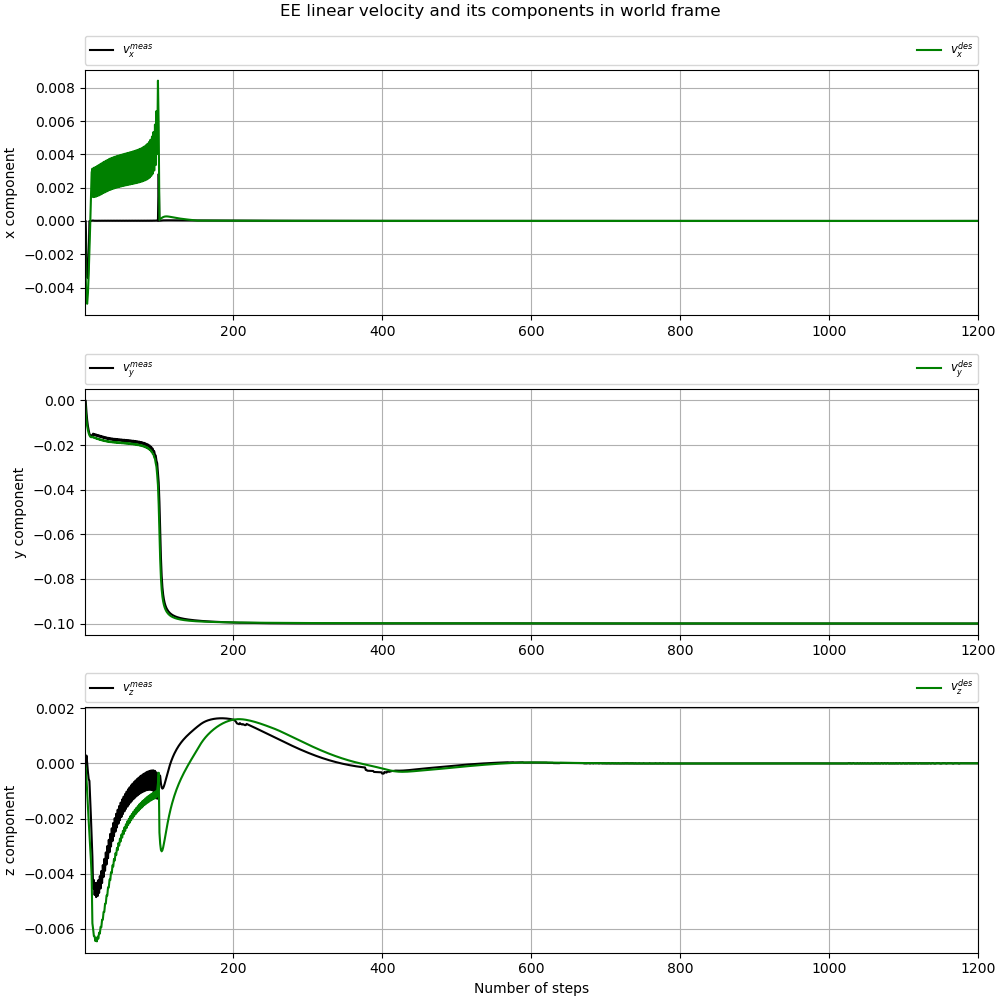 EE linear velocity and its components in world frame
v_x^{meas} v_x^{des}
0.008
0.006
0.004
0.002
0.000
−0.002
−0.004
x component
200 400 600 800 1000 1200
v_y^{meas} v_y^{des}
0.00
−0.02
−0.04
−0.06
−0.08
−0.10
y component
200 400 600 800 1000 1200
v_z^{meas} v_z^{des}
0.002
0.000
−0.002
−0.004
−0.006
z component
200 400 600 800 1000 1200
Number of steps